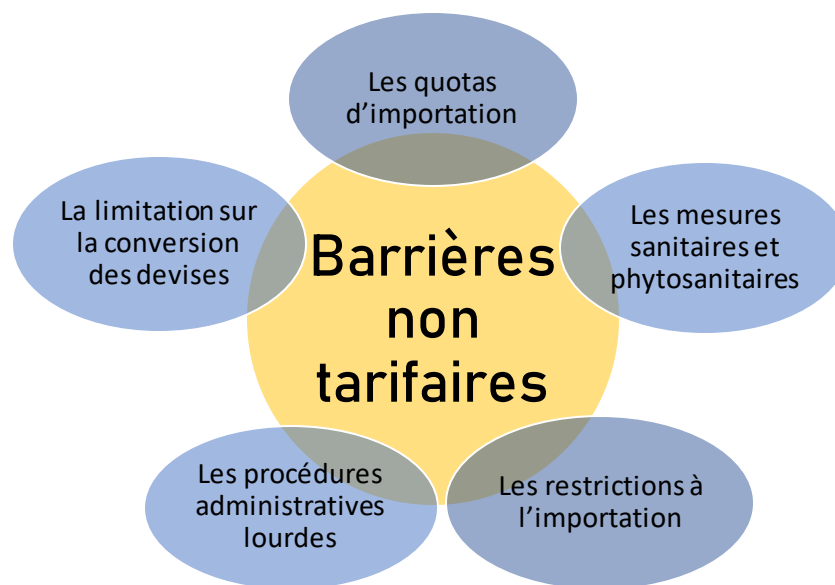 Les quotas
d’importation
La limitation sur
la conversion
des devises
Les mesures
sanitaires et
phytosanitaires
Barrières
non
tarifaires
Les procédures
administratives
lourdes
Les restrictions à
l’importation